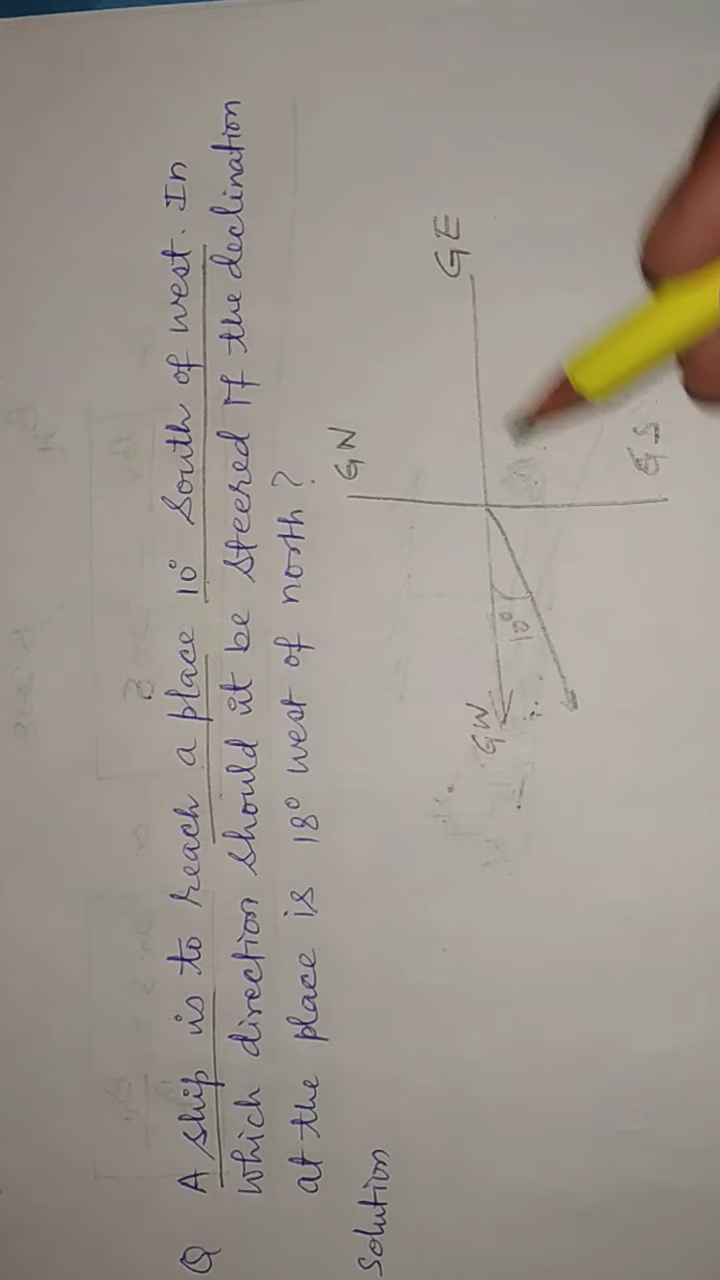 Q A ship is to reach a place 10° South of west. In
which direction should it be steered if the declination
at the place is 18° west of north?
Solution
GN
GW
GE
10°
GS